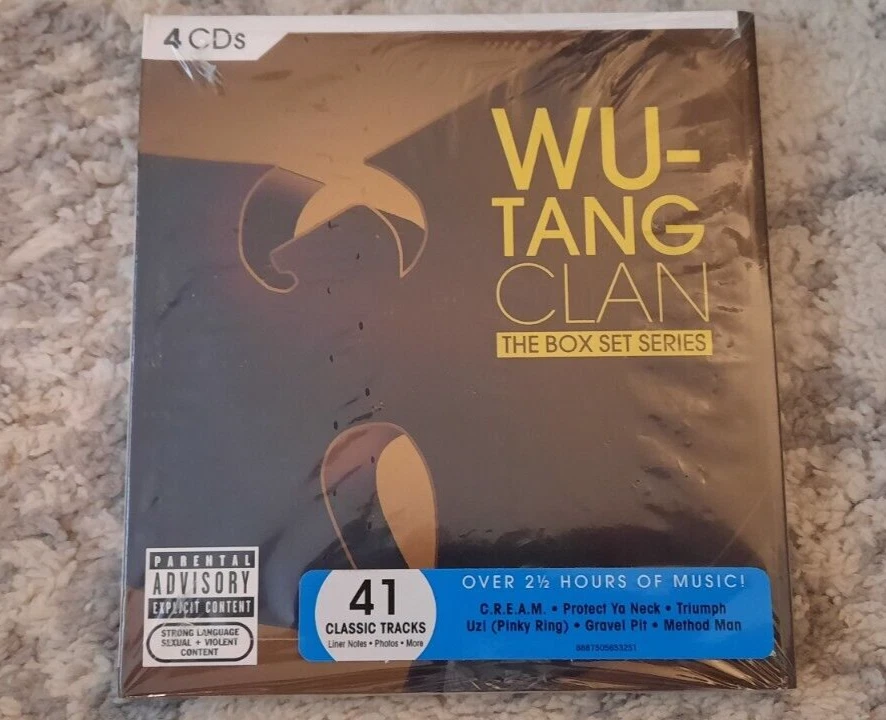 4 CDs
WU-
TANG
CLAN
THE BOX SET SERIES
PARENTAL
ADVISORY
EXPLICIT CONTENT
STRONG LANGUAGE
SEXUAL + VIOLENT
CONTENT
41
CLASSIC TRACKS
Liner Notes • Photos • More
OVER 2½ HOURS OF MUSIC!
C.R.E.A.M. • Protect Ya Neck • Triumph
Uzi (Pinky Ring) • Gravel Pit • Method Man